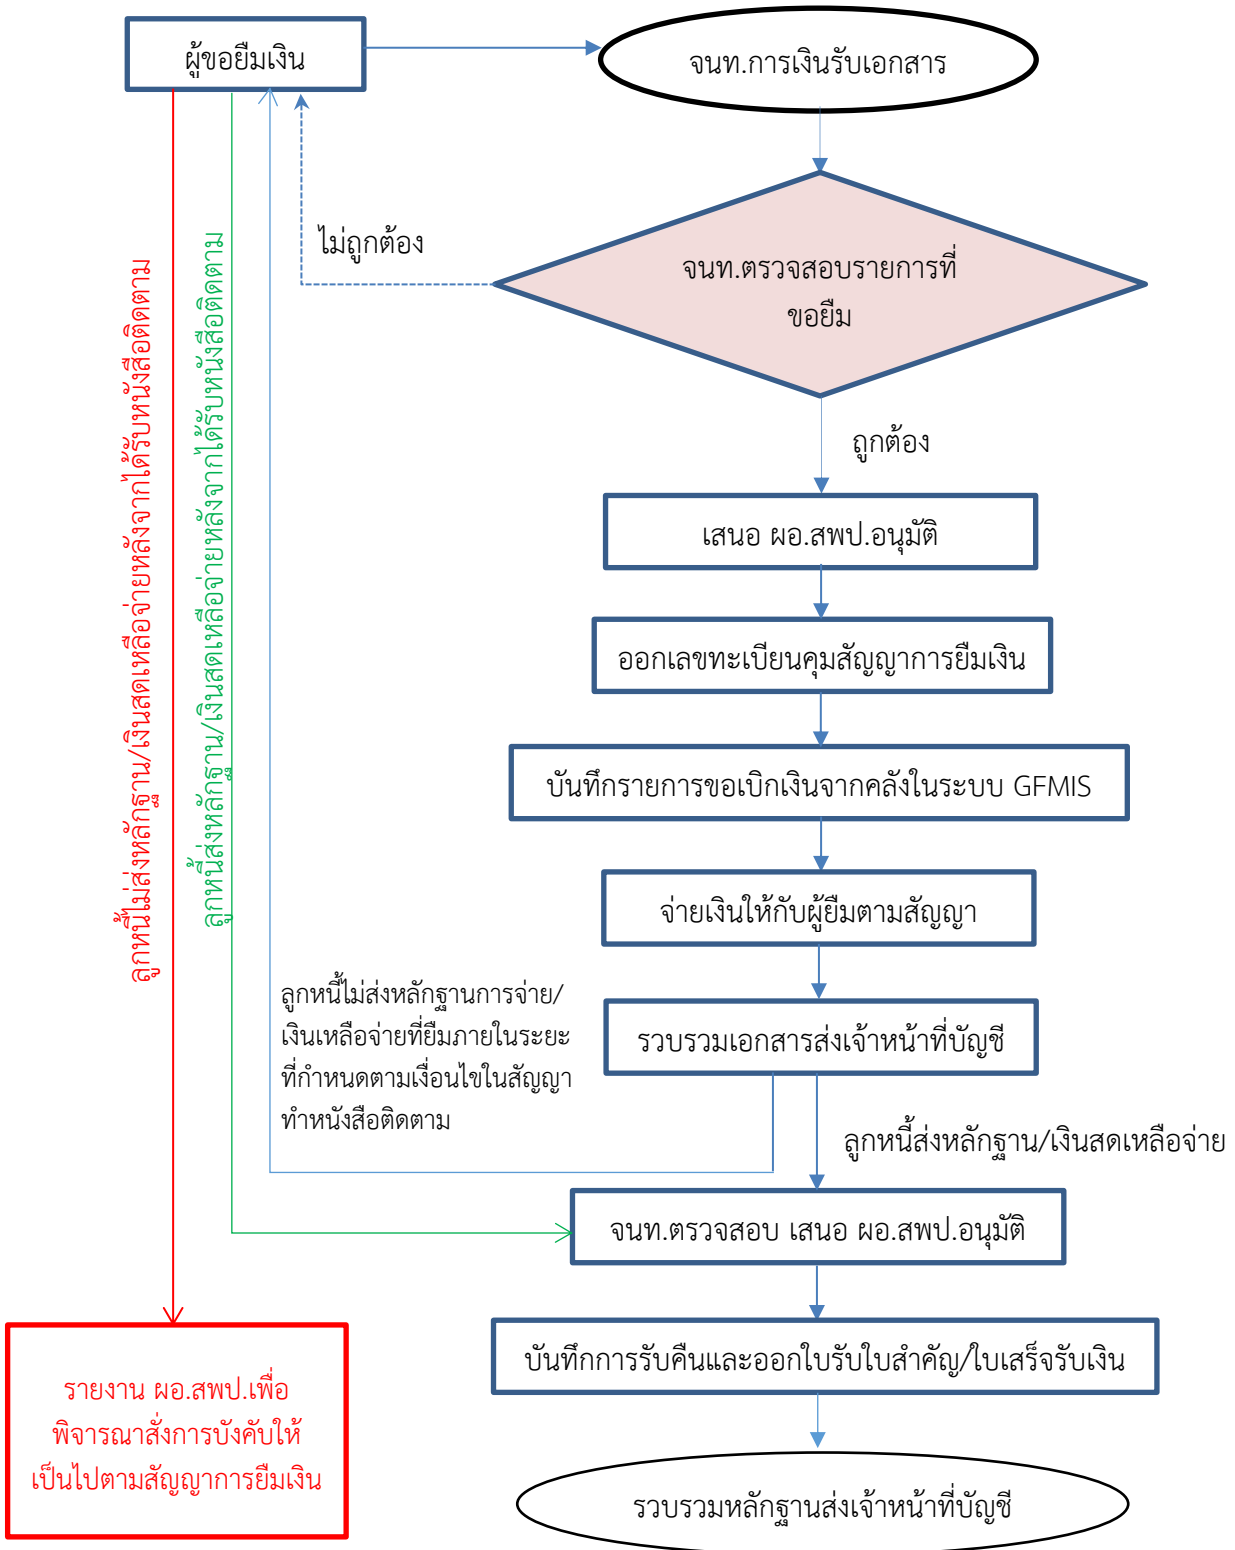 ผู้ขอยืมเงิน
จนท.การเงินรับเอกสาร
ไม่ถูกต้อง
จนท.ตรวจสอบรายการที่
ขอยืม
ถูกต้อง
เสนอ ผอ.สพป.อนุมัติ
ออกเลขทะเบียนคุมสัญญาการยืมเงิน
บันทึกรายการขอเบิกเงินจากคลังในระบบ GFMIS
จ่ายเงินให้กับผู้ยืมตามสัญญา
ลูกหนี้ไม่ส่งหลักฐาน/เงินสดเหลือจ่ายหลังจากได้รับหนังสือติดตาม
ลูกหนี้ส่งหลักฐาน/เงินสดเหลือจ่ายหลังจากได้รับหนังสือติดตาม
ลูกหนี้ไม่ส่งหลักฐานการจ่าย/
เงินเหลือจ่ายที่ยืมภายในระยะ
ที่กำหนดตามเงื่อนไขในสัญญา
ทำหนังสือติดตาม
รวบรวมเอกสารส่งเจ้าหน้าที่บัญชี
ลูกหนี้ส่งหลักฐาน/เงินสดเหลือจ่าย
จนท.ตรวจสอบ เสนอ ผอ.สพป.อนุมัติ
บันทึกการรับคืนและออกใบรับใบสำคัญ/ใบเสร็จรับเงิน
รายงาน ผอ.สพป.เพื่อ
พิจารณาสั่งการบังคับให้
เป็นไปตามสัญญาการยืมเงิน
รวบรวมหลักฐานส่งเจ้าหน้าที่บัญชี